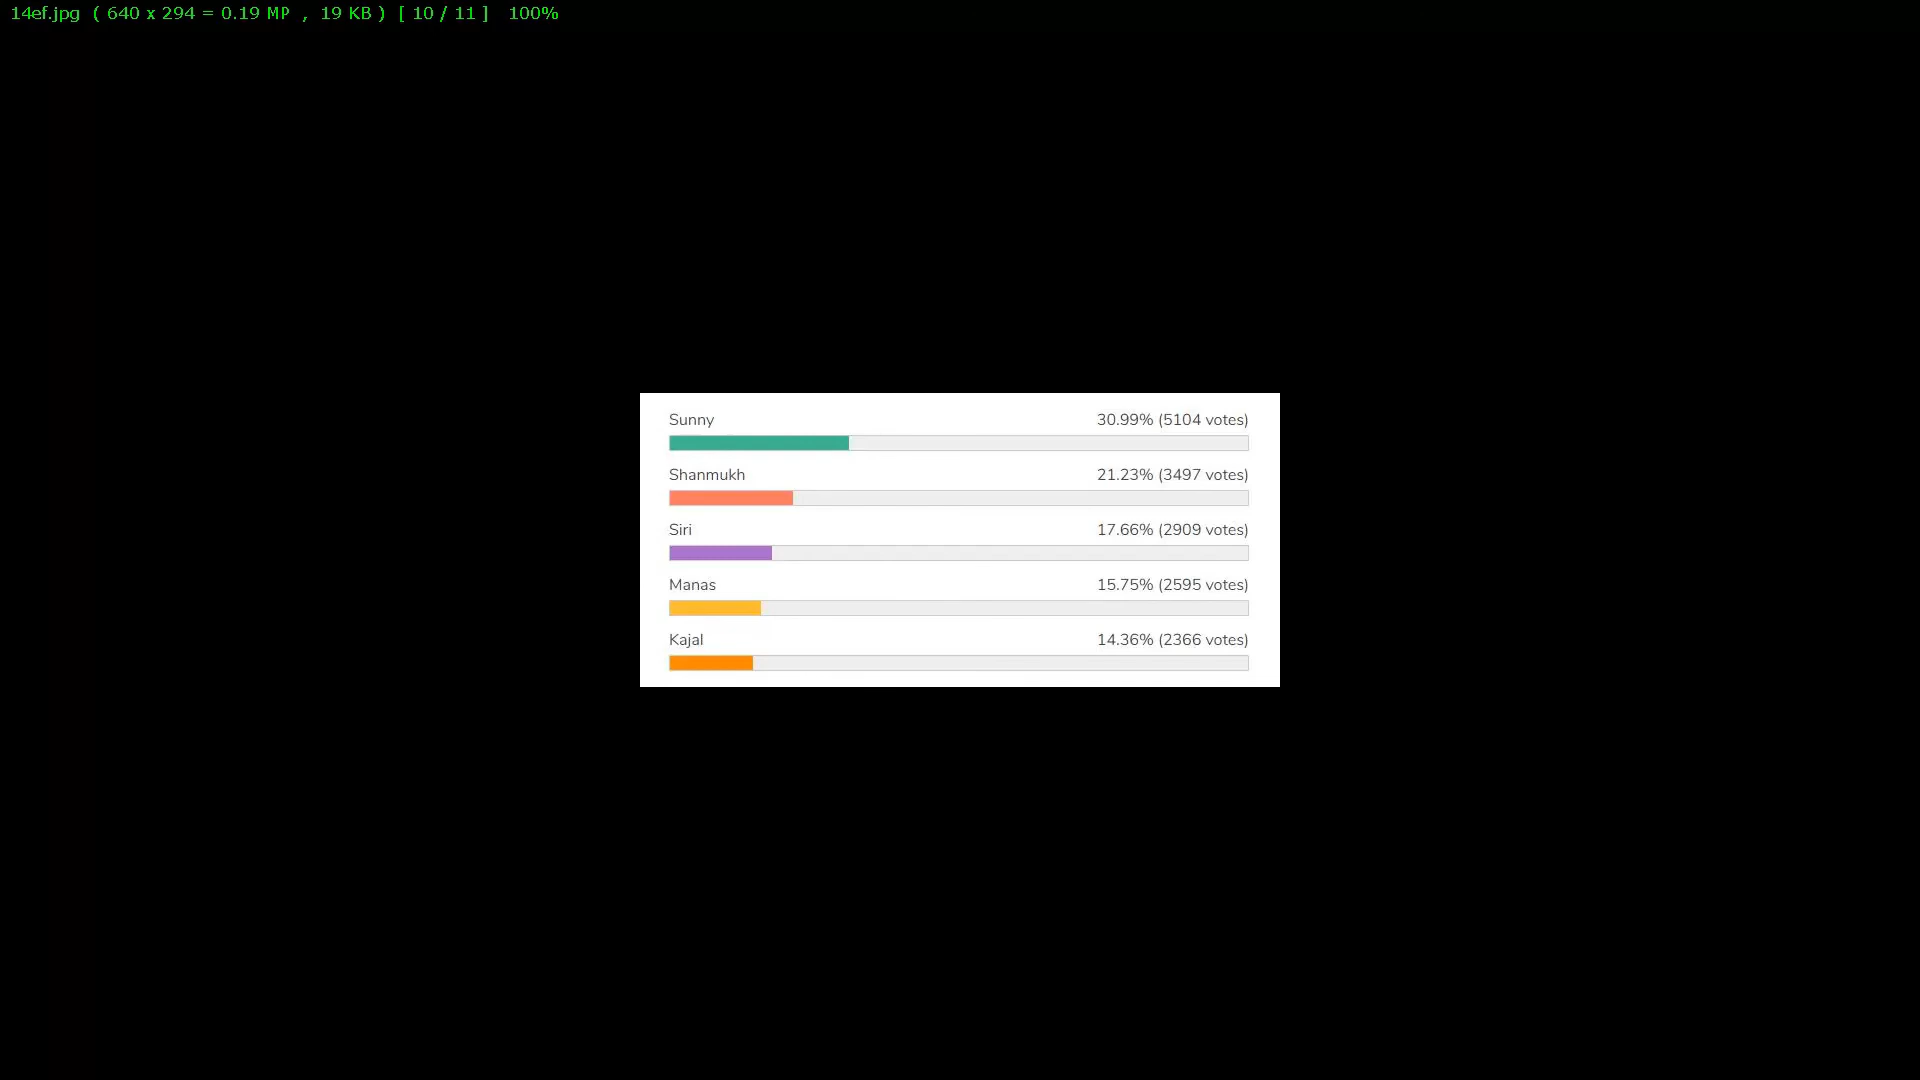 14ef.jpg ( 640 x 294 = 0.19 MP , 19 KB ) [ 10 / 11 ] 100%
Sunny 30.99% (5104 votes)
Shanmukh 21.23% (3497 votes)
Siri 17.66% (2909 votes)
Manas 15.75% (2595 votes)
Kajal 14.36% (2366 votes)